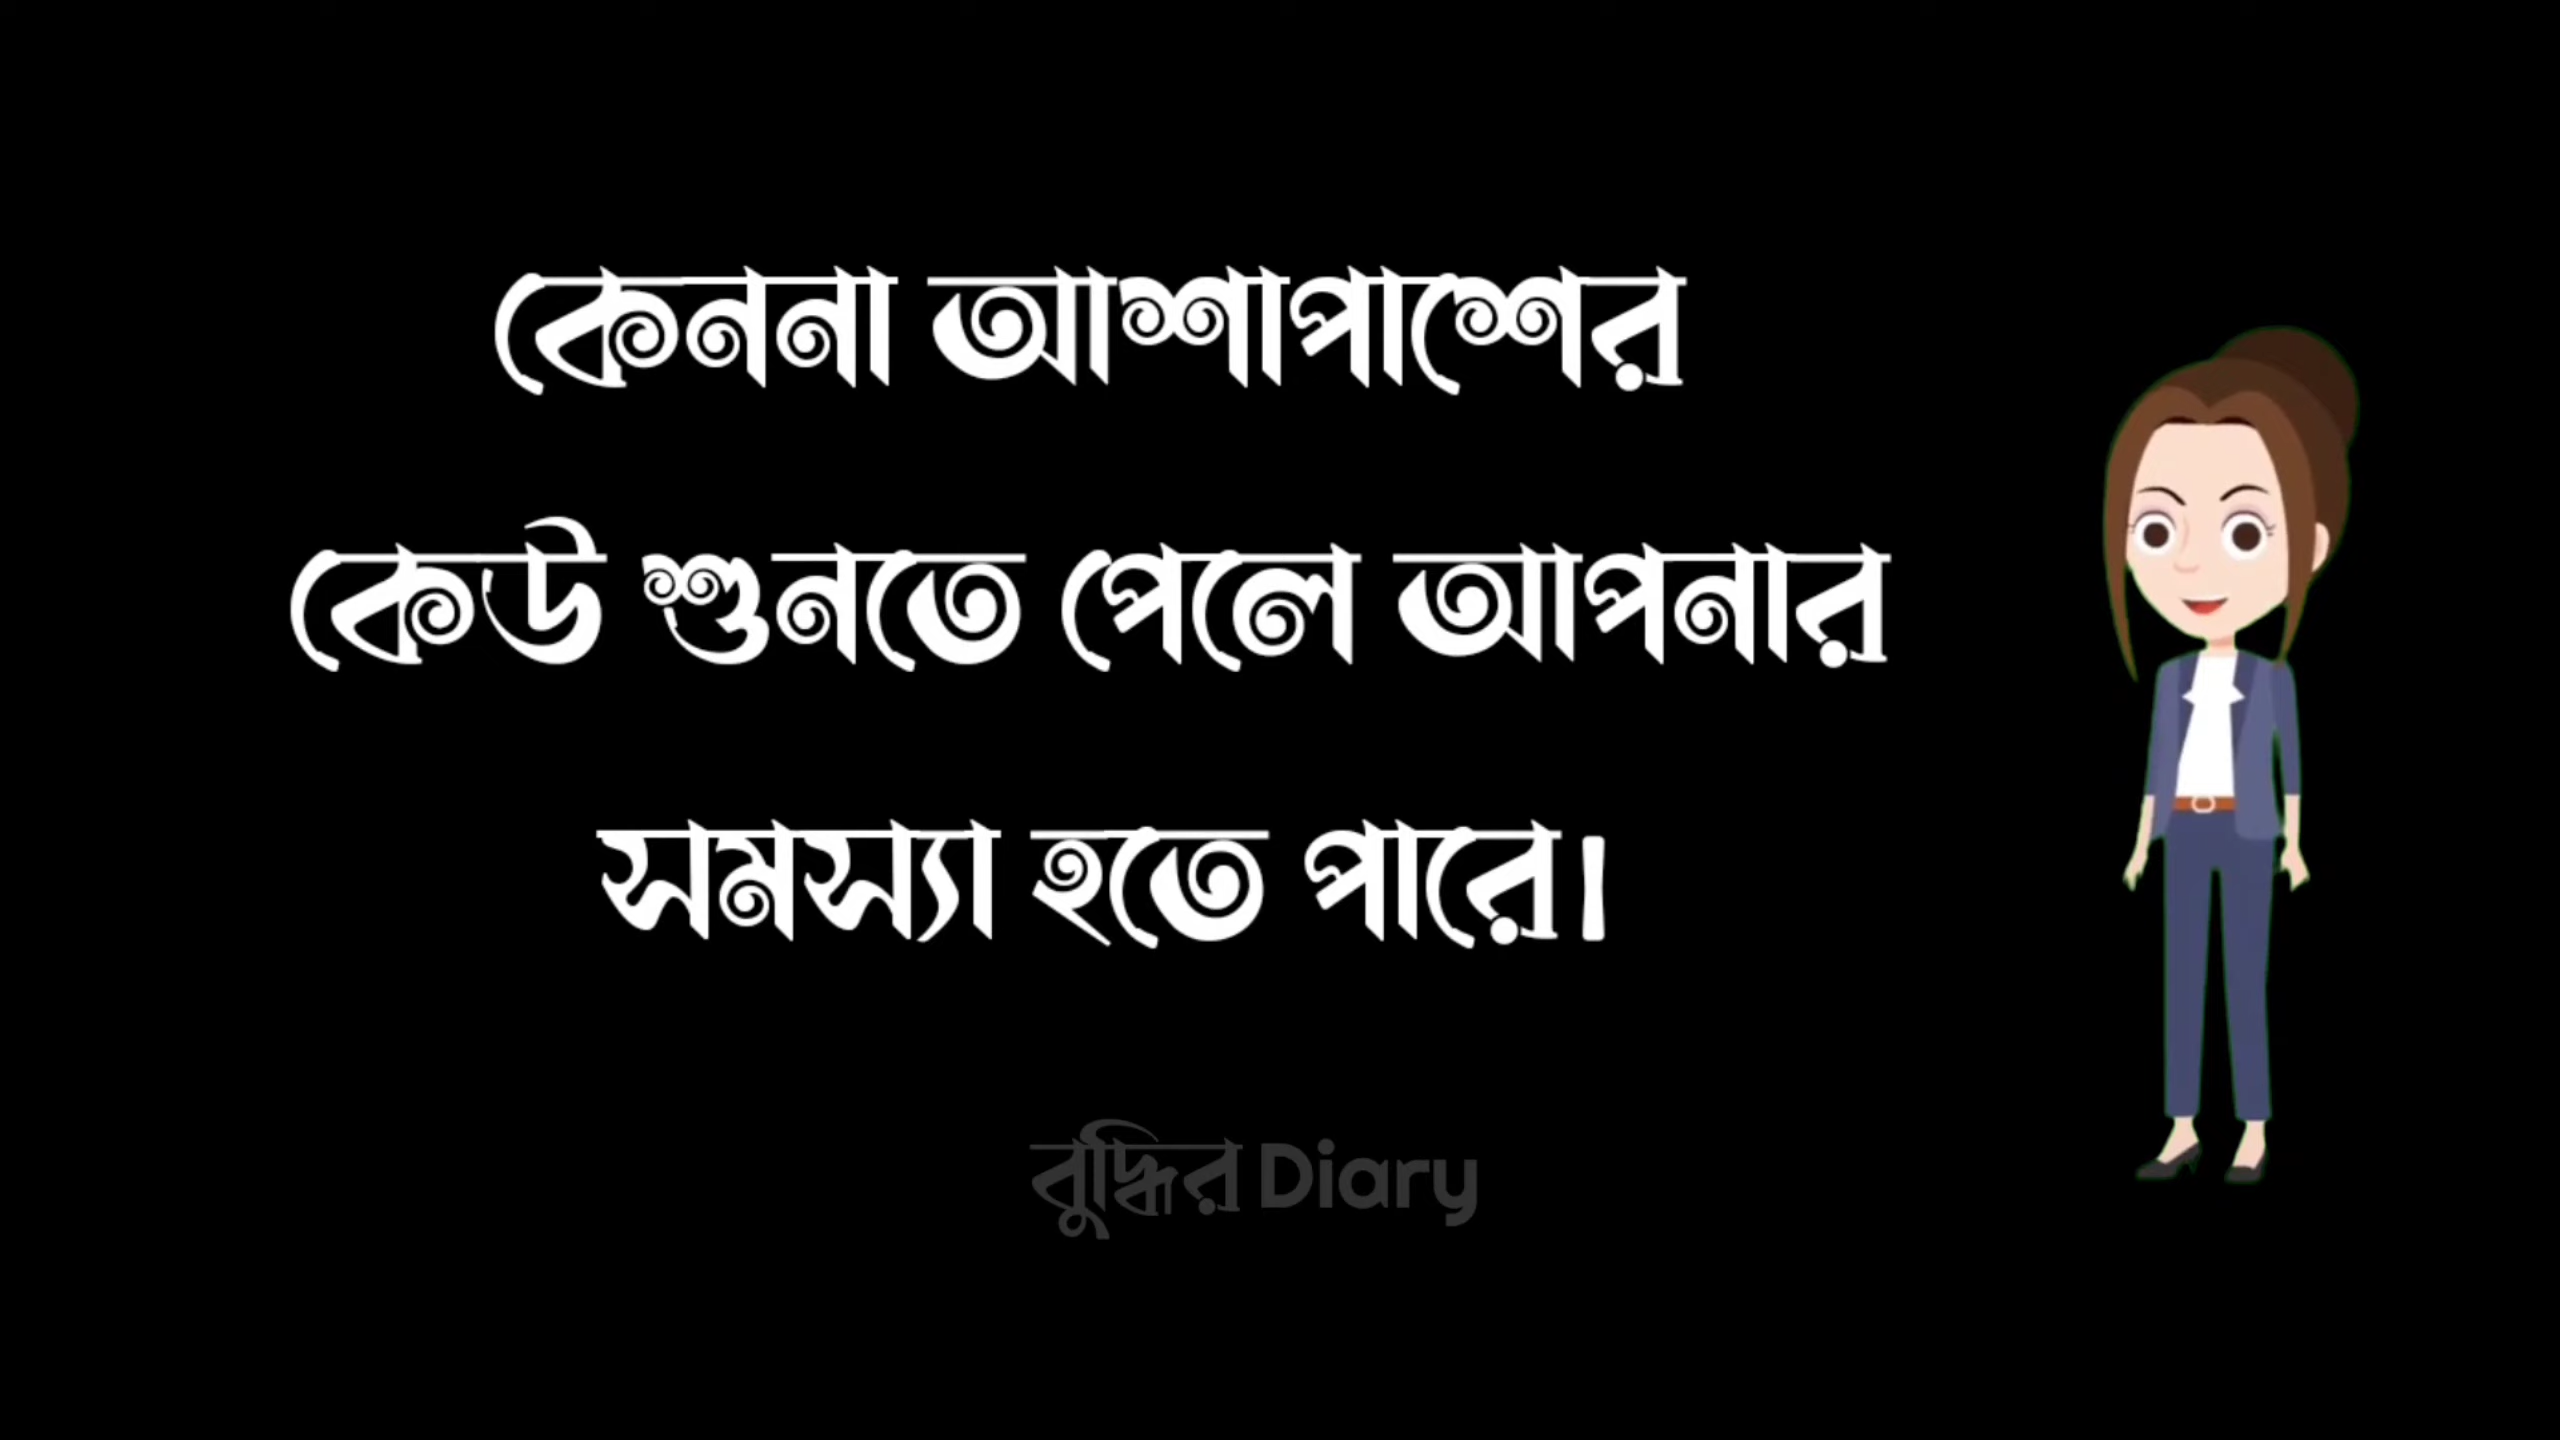 কেননা আশাপাশের
কেউ শুনতে পেলে আপনার
সমস্যা হতে পারে।
বুদ্ধির Diary